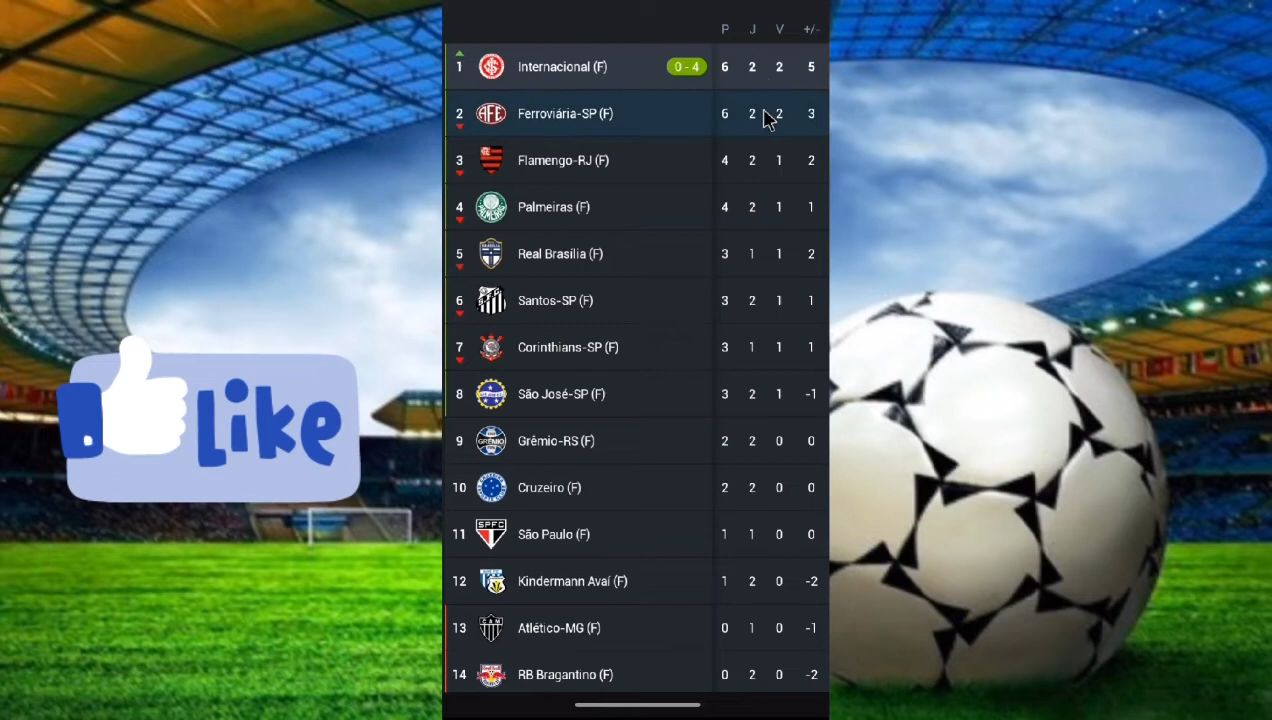 P J V +/-
1 Internacional (F) 0 - 4 6 2 2 5
2 AFE Ferroviária-SP (F) 6 2 2 3
3 Flamengo-RJ (F) 4 2 1 2
4 PALMEIRAS Palmeiras (F) 4 2 1 1
5 Real Brasília (F) 3 1 1 2
6 Santos-SP (F) 3 2 1 1
7 Corinthians-SP (F) 3 1 1 1
8 São José-SP (F) 3 2 1 -1
9 GRÊMIO Grêmio-RS (F) 2 2 0 0
10 Cruzeiro (F) 2 2 0 0
11 SPFC São Paulo (F) 1 1 0 0
12 Kindermann Avaí (F) 1 2 0 -2
13 CAM Atlético-MG (F) 0 1 0 -1
14 RB Bragantino (F) 0 2 0 -2
Like